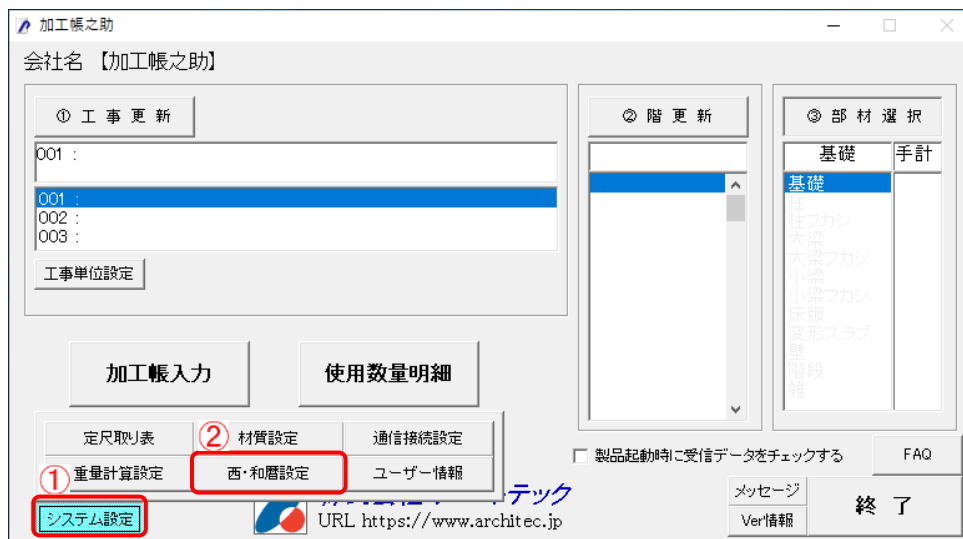 加工帳之助
会社名 【加工帳之助】
① 工 事 更 新
001 :
001 :
002 :
003 :
工事単位設定
② 階 更 新
③ 部 材 選 択
基礎 手計
基礎
柱
柱フカシ
大梁
大梁フカシ
小梁
小梁フカシ
床版
変形スラブ
壁
階段
雑
加工帳入力 使用数量明細
定尺取り表 ② 材質設定 通信接続設定
① 重量計算設定 西・和暦設定 ユーザー情報
システム設定
テック
URL https://www.architec.jp
製品起動時に受信データをチェックする
FAQ
メッセージ
Ver情報
終 了